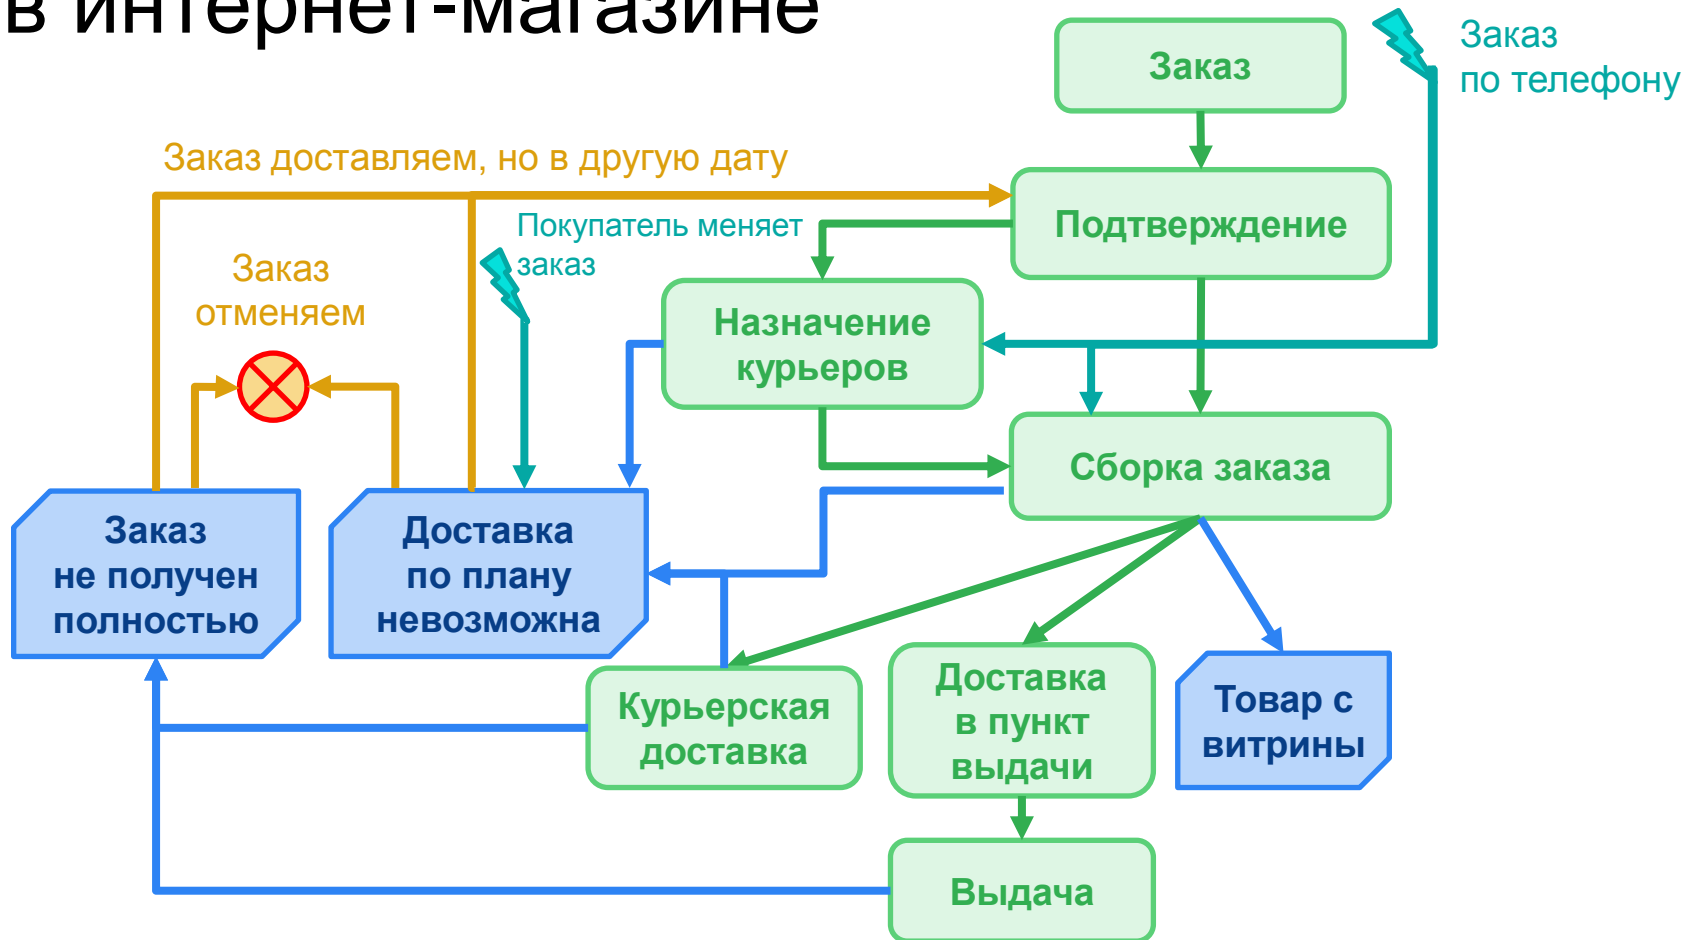 в интернет-магазине
Заказ
Заказ
по телефону
Заказ доставляем, но в другую дату
Подтверждение
Покупатель меняет
заказ
Заказ
отменяем
Назначение
курьеров
Сборка заказа
Заказ
не получен
полностью
Доставка
по плану
невозможна
Курьерская
доставка
Доставка
в пункт
выдачи
Товар с
витрины
Выдача